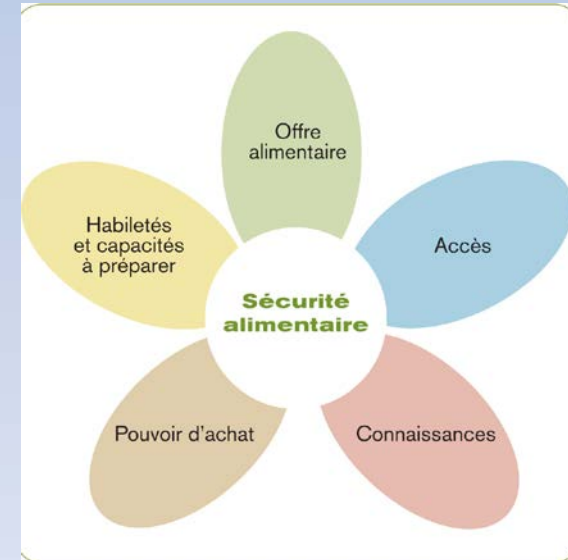 Offre
alimentaire
Habiletés
et capacités
à préparer
Accès
Sécurité
alimentaire
Pouvoir d'achat
Connaissances